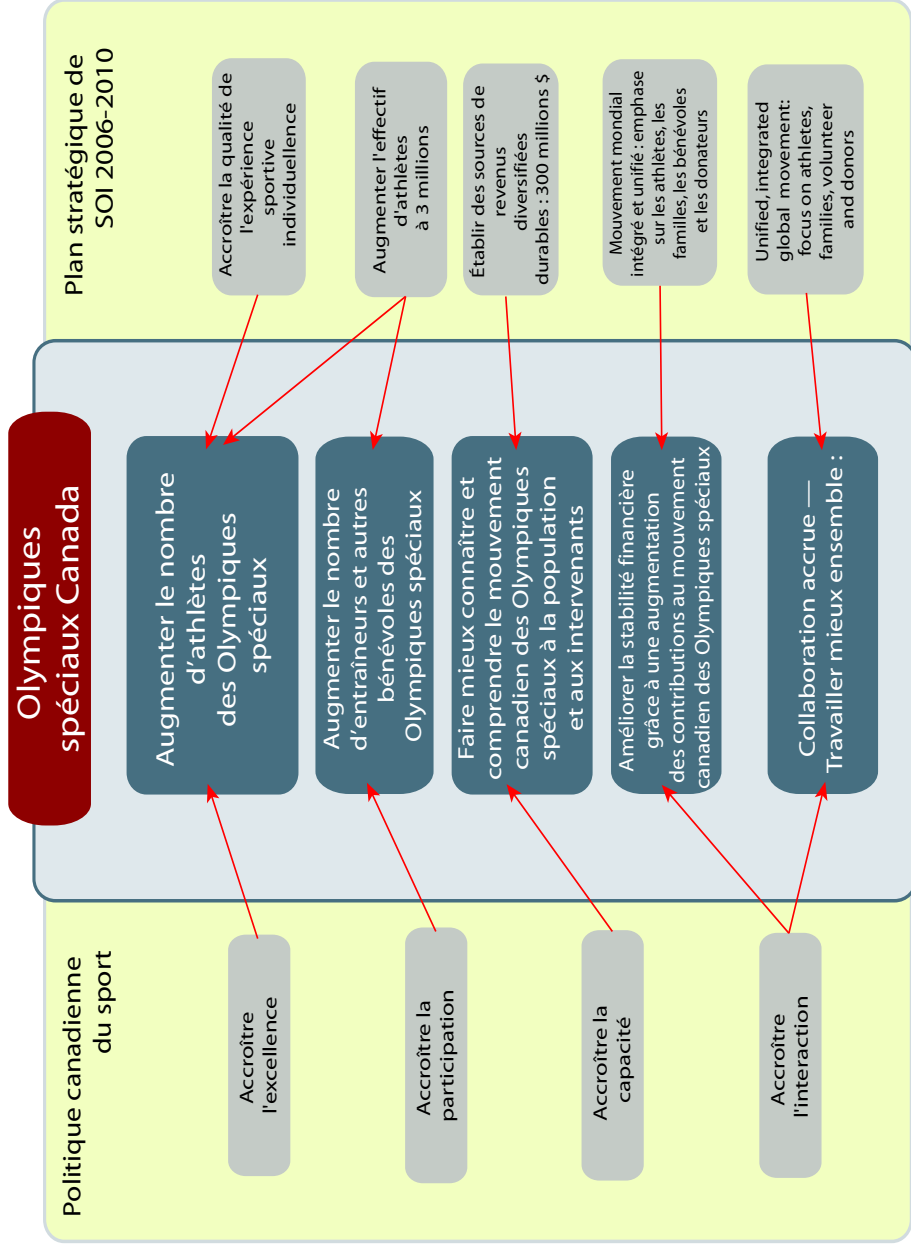 Olympiques
spéciaux Canada
Politique canadienne
du sport
Accroître
l'excellence
Accroître la
participation
Accroître la
capacité
Accroître
l'interaction
Augmenter le nombre
d’athlètes
des Olympiques
spéciaux
Augmenter le nombre
d’entraîneurs et autres
bénévoles des
Olympiques spéciaux
Faire mieux connaître et
comprendre le mouvement
canadien des Olympiques
spéciaux à la population
et aux intervenants
Améliorer la stabilité financière
grâce à une augmentation
des contributions au mouvement
canadien des Olympiques spéciaux
Collaboration accrue —
Travailler mieux ensemble :
Plan stratégique de
SOI 2006-2010
Accroître la qualité de
l'expérience
sportive
individuellence
Augmenter l'effectif
d'athlètes
à 3 millions
Établir des sources de
revenus
diversifiées
durables : 300 millions $
Mouvement mondial
intégré et unifié : emphase
sur les athlètes, les
familles, les bénévoles
et les donateurs
Unified, integrated
global movement:
focus on athletes,
families, volunteer
and donors